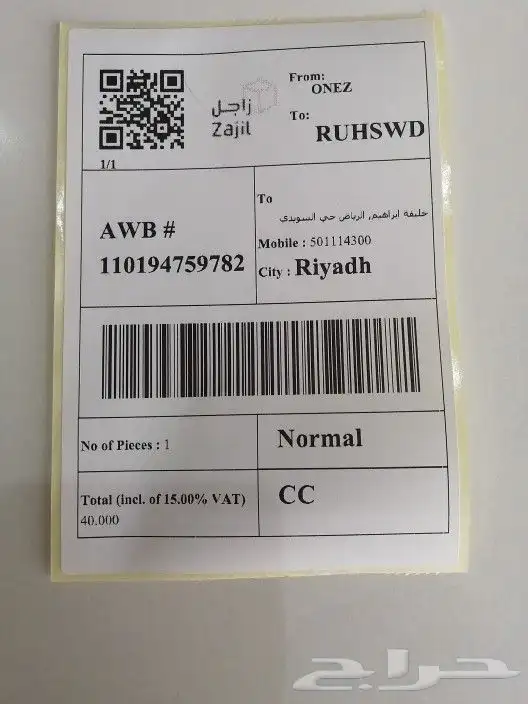 From:
ONEZ
زاجل
Zajil
To:
RUHSWD
1/1
AWB #
110194759782
To
خليفة ابراهيم, الرياض حي السويدي
Mobile : 501114300
City : Riyadh
No of Pieces : 1
Normal
Total (incl. of 15.00% VAT)
40.000
CC
حراج